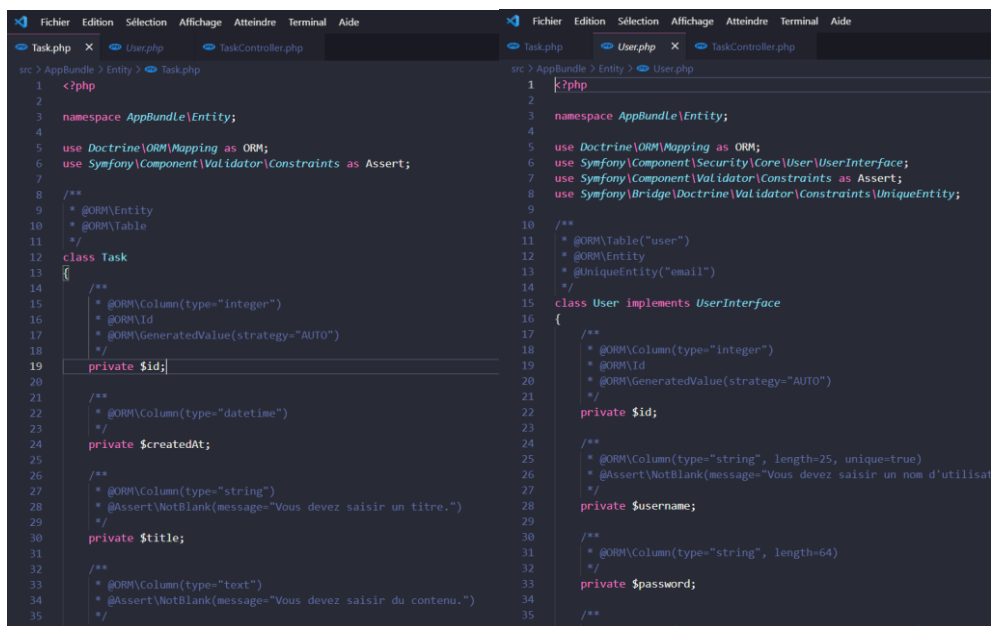 Fichier Edition Sélection Affichage Atteindre Terminal Aide
Task.php × User.php TaskController.php
src > AppBundle > Entity > Task.php
1 <?php
2
3 namespace AppBundle\Entity;
4
5 use Doctrine\ORM\Mapping as ORM;
6 use Symfony\Component\Validator\Constraints as Assert;
7
8 /**
9  * @ORM\Entity
10  * @ORM\Table
11  */
12 class Task
13 {
14     /**
15      * @ORM\Column(type="integer")
16      * @ORM\Id
17      * @ORM\GeneratedValue(strategy="AUTO")
18      */
19     private $id;
20
21     /**
22      * @ORM\Column(type="datetime")
23      */
24     private $createdAt;
25
26     /**
27      * @ORM\Column(type="string")
28      * @Assert\NotBlank(message="Vous devez saisir un titre.")
29      */
30     private $title;
31
32     /**
33      * @ORM\Column(type="text")
34      * @Assert\NotBlank(message="Vous devez saisir du contenu.")
35      */
Fichier Edition Sélection Affichage Atteindre Terminal Aide
Task.php User.php × TaskController.php
src > AppBundle > Entity > User.php
1 <?php
2
3 namespace AppBundle\Entity;
4
5 use Doctrine\ORM\Mapping as ORM;
6 use Symfony\Component\Security\Core\User\UserInterface;
7 use Symfony\Component\Validator\Constraints as Assert;
8 use Symfony\Bridge\Doctrine\Validator\Constraints\UniqueEntity;
9
10 /**
11  * @ORM\Table("user")
12  * @ORM\Entity
13  * @UniqueEntity("email")
14  */
15 class User implements UserInterface
16 {
17     /**
18      * @ORM\Column(type="integer")
19      * @ORM\Id
20      * @ORM\GeneratedValue(strategy="AUTO")
21      */
22     private $id;
23
24     /**
25      * @ORM\Column(type="string", length=25, unique=true)
26      * @Assert\NotBlank(message="Vous devez saisir un nom d'utilisat
27      */
28     private $username;
29
30     /**
31      * @ORM\Column(type="string", length=64)
32      */
33     private $password;
34
35     /**